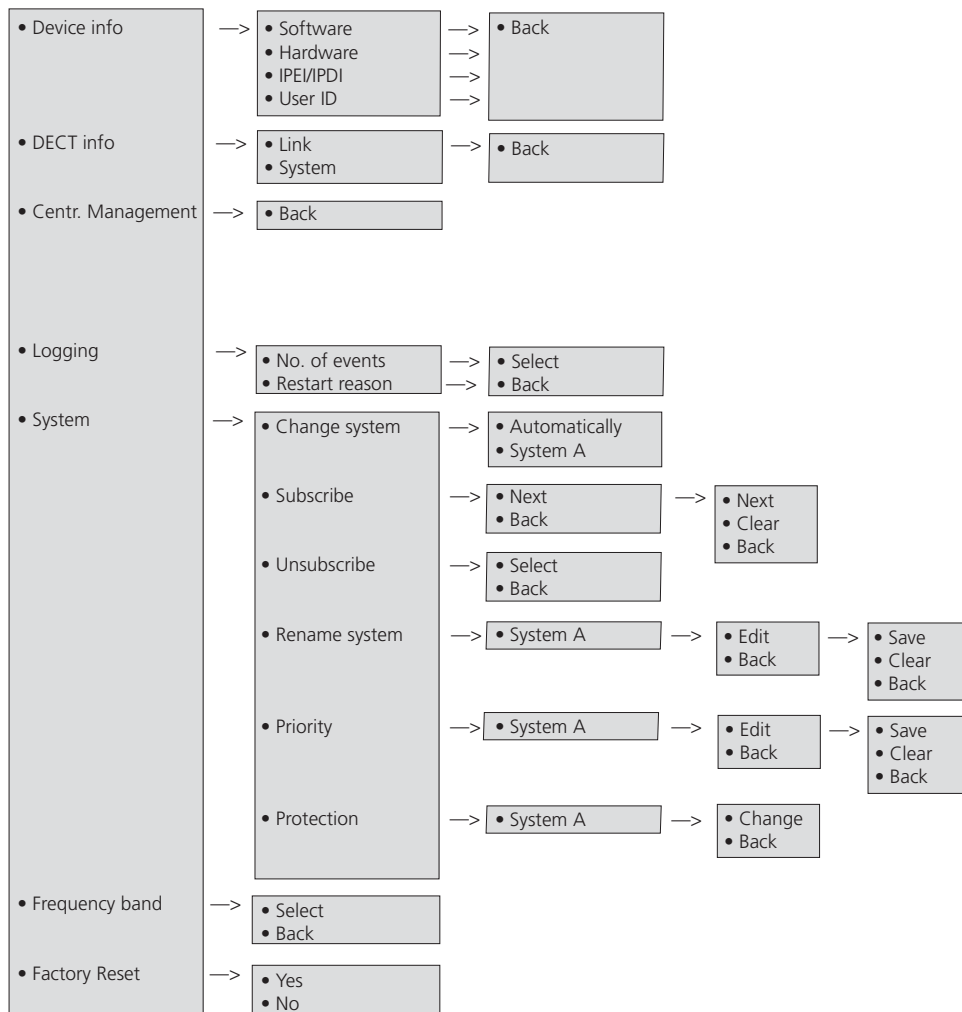 • Device info —> • Software —> • Back
• Hardware —>
• IPEI/IPDI —>
• User ID —>
• DECT info —> • Link —> • Back
• System
• Centr. Management —> • Back
• Logging —> • No. of events —> • Select
• Restart reason —> • Back
• System —> • Change system —> • Automatically
• System A
• Subscribe —> • Next —> • Next
• Back • Clear
• Back
• Unsubscribe —> • Select
• Back
• Rename system —> • System A —> • Edit —> • Save
• Back • Clear
• Back
• Priority —> • System A —> • Edit —> • Save
• Back • Clear
• Back
• Protection —> • System A —> • Change
• Back
• Frequency band —> • Select
• Back
• Factory Reset —> • Yes
• No